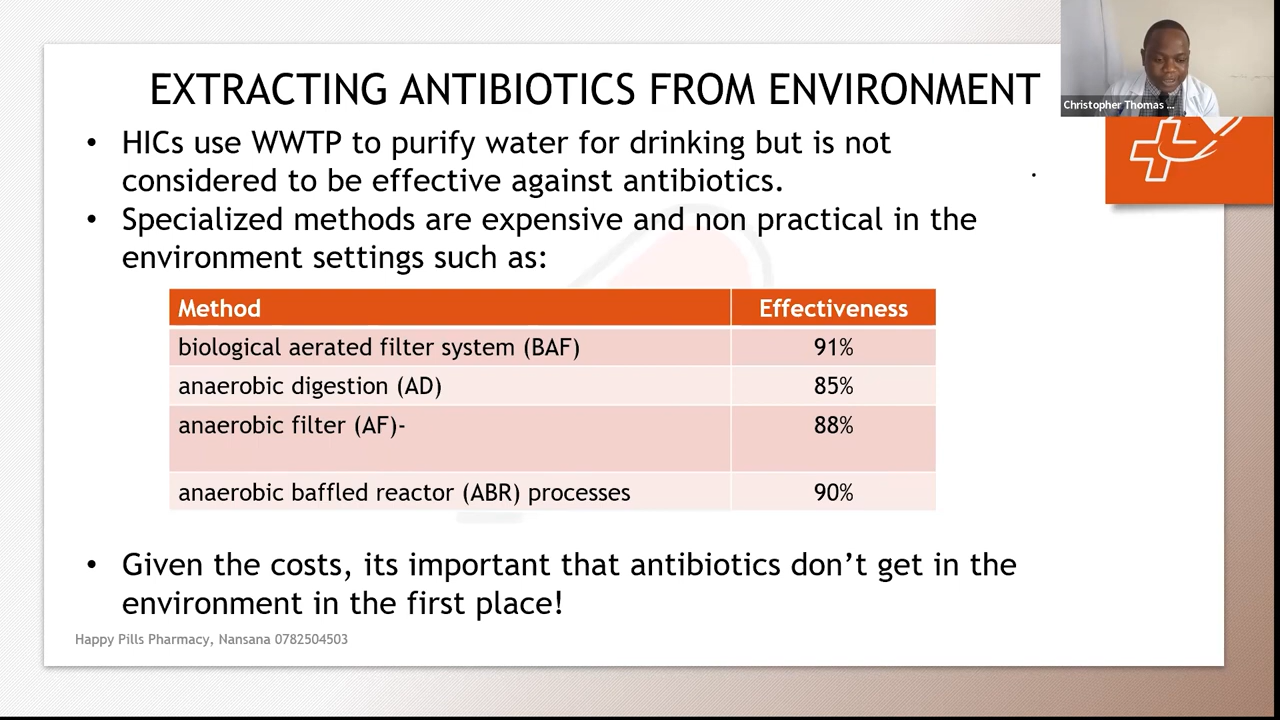 EXTRACTING ANTIBIOTICS FROM ENVIRONMENT
Christopher Thomas ...
• HICs use WWTP to purify water for drinking but is not
considered to be effective against antibiotics.
• Specialized methods are expensive and non practical in the
environment settings such as:
Method Effectiveness
biological aerated filter system (BAF) 91%
anaerobic digestion (AD) 85%
anaerobic filter (AF)- 88%
anaerobic baffled reactor (ABR) processes 90%
• Given the costs, its important that antibiotics don’t get in the
environment in the first place!
Happy Pills Pharmacy, Nansana 0782504503